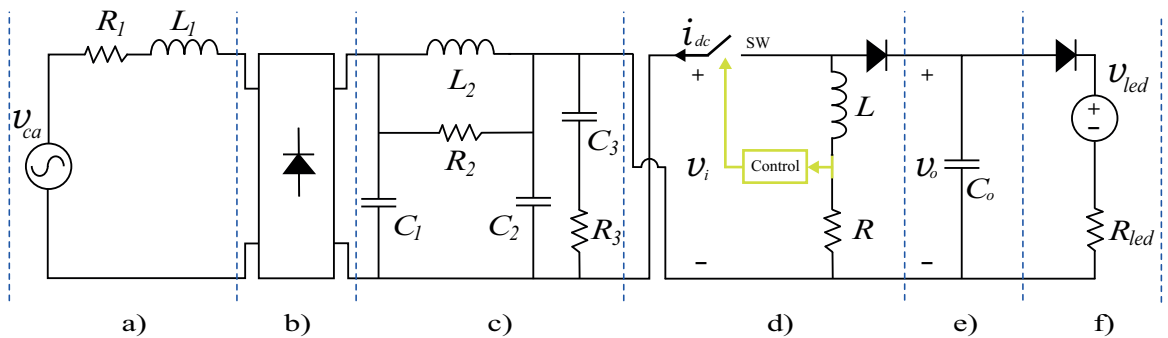 R1
L1
vca
L2
R2
C1
C2
C3
R3
idc
SW
+
vi
−
Control
L
R
+
vo
−
Co
vled
+
−
Rled
a)
b)
c)
d)
e)
f)